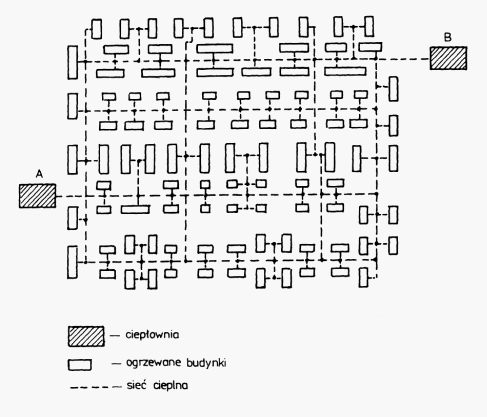 B
A
— ciepłownia
— ogrzewane budynki
---- sieć cieplna